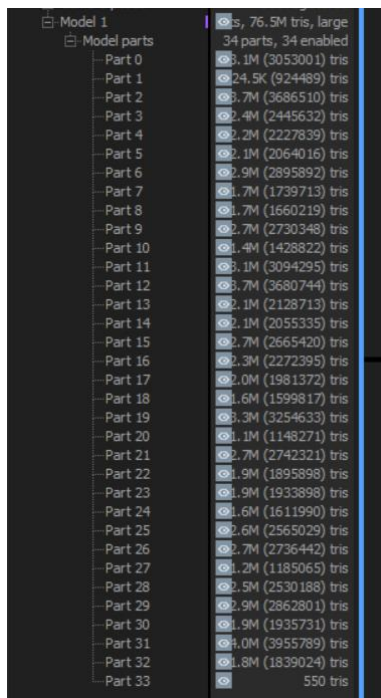 Model 1 ts, 76.5M tris, large
Model parts 34 parts, 34 enabled
Part 0 3.1M (3053001) tris
Part 1 924.5K (924489) tris
Part 2 3.7M (3686510) tris
Part 3 2.4M (2445632) tris
Part 4 2.2M (2227839) tris
Part 5 2.1M (2064016) tris
Part 6 2.9M (2895892) tris
Part 7 1.7M (1739713) tris
Part 8 1.7M (1660219) tris
Part 9 2.7M (2730348) tris
Part 10 1.4M (1428822) tris
Part 11 3.1M (3094295) tris
Part 12 3.7M (3680744) tris
Part 13 2.1M (2128713) tris
Part 14 2.1M (2055335) tris
Part 15 2.7M (2665420) tris
Part 16 2.3M (2272395) tris
Part 17 2.0M (1981372) tris
Part 18 1.6M (1599817) tris
Part 19 3.3M (3254633) tris
Part 20 1.1M (1148271) tris
Part 21 2.7M (2742321) tris
Part 22 1.9M (1895898) tris
Part 23 1.9M (1933898) tris
Part 24 1.6M (1611990) tris
Part 25 2.6M (2565029) tris
Part 26 2.7M (2736442) tris
Part 27 1.2M (1185065) tris
Part 28 2.5M (2530188) tris
Part 29 2.9M (2862801) tris
Part 30 1.9M (1935731) tris
Part 31 4.0M (3955789) tris
Part 32 1.8M (1839024) tris
Part 33 550 tris